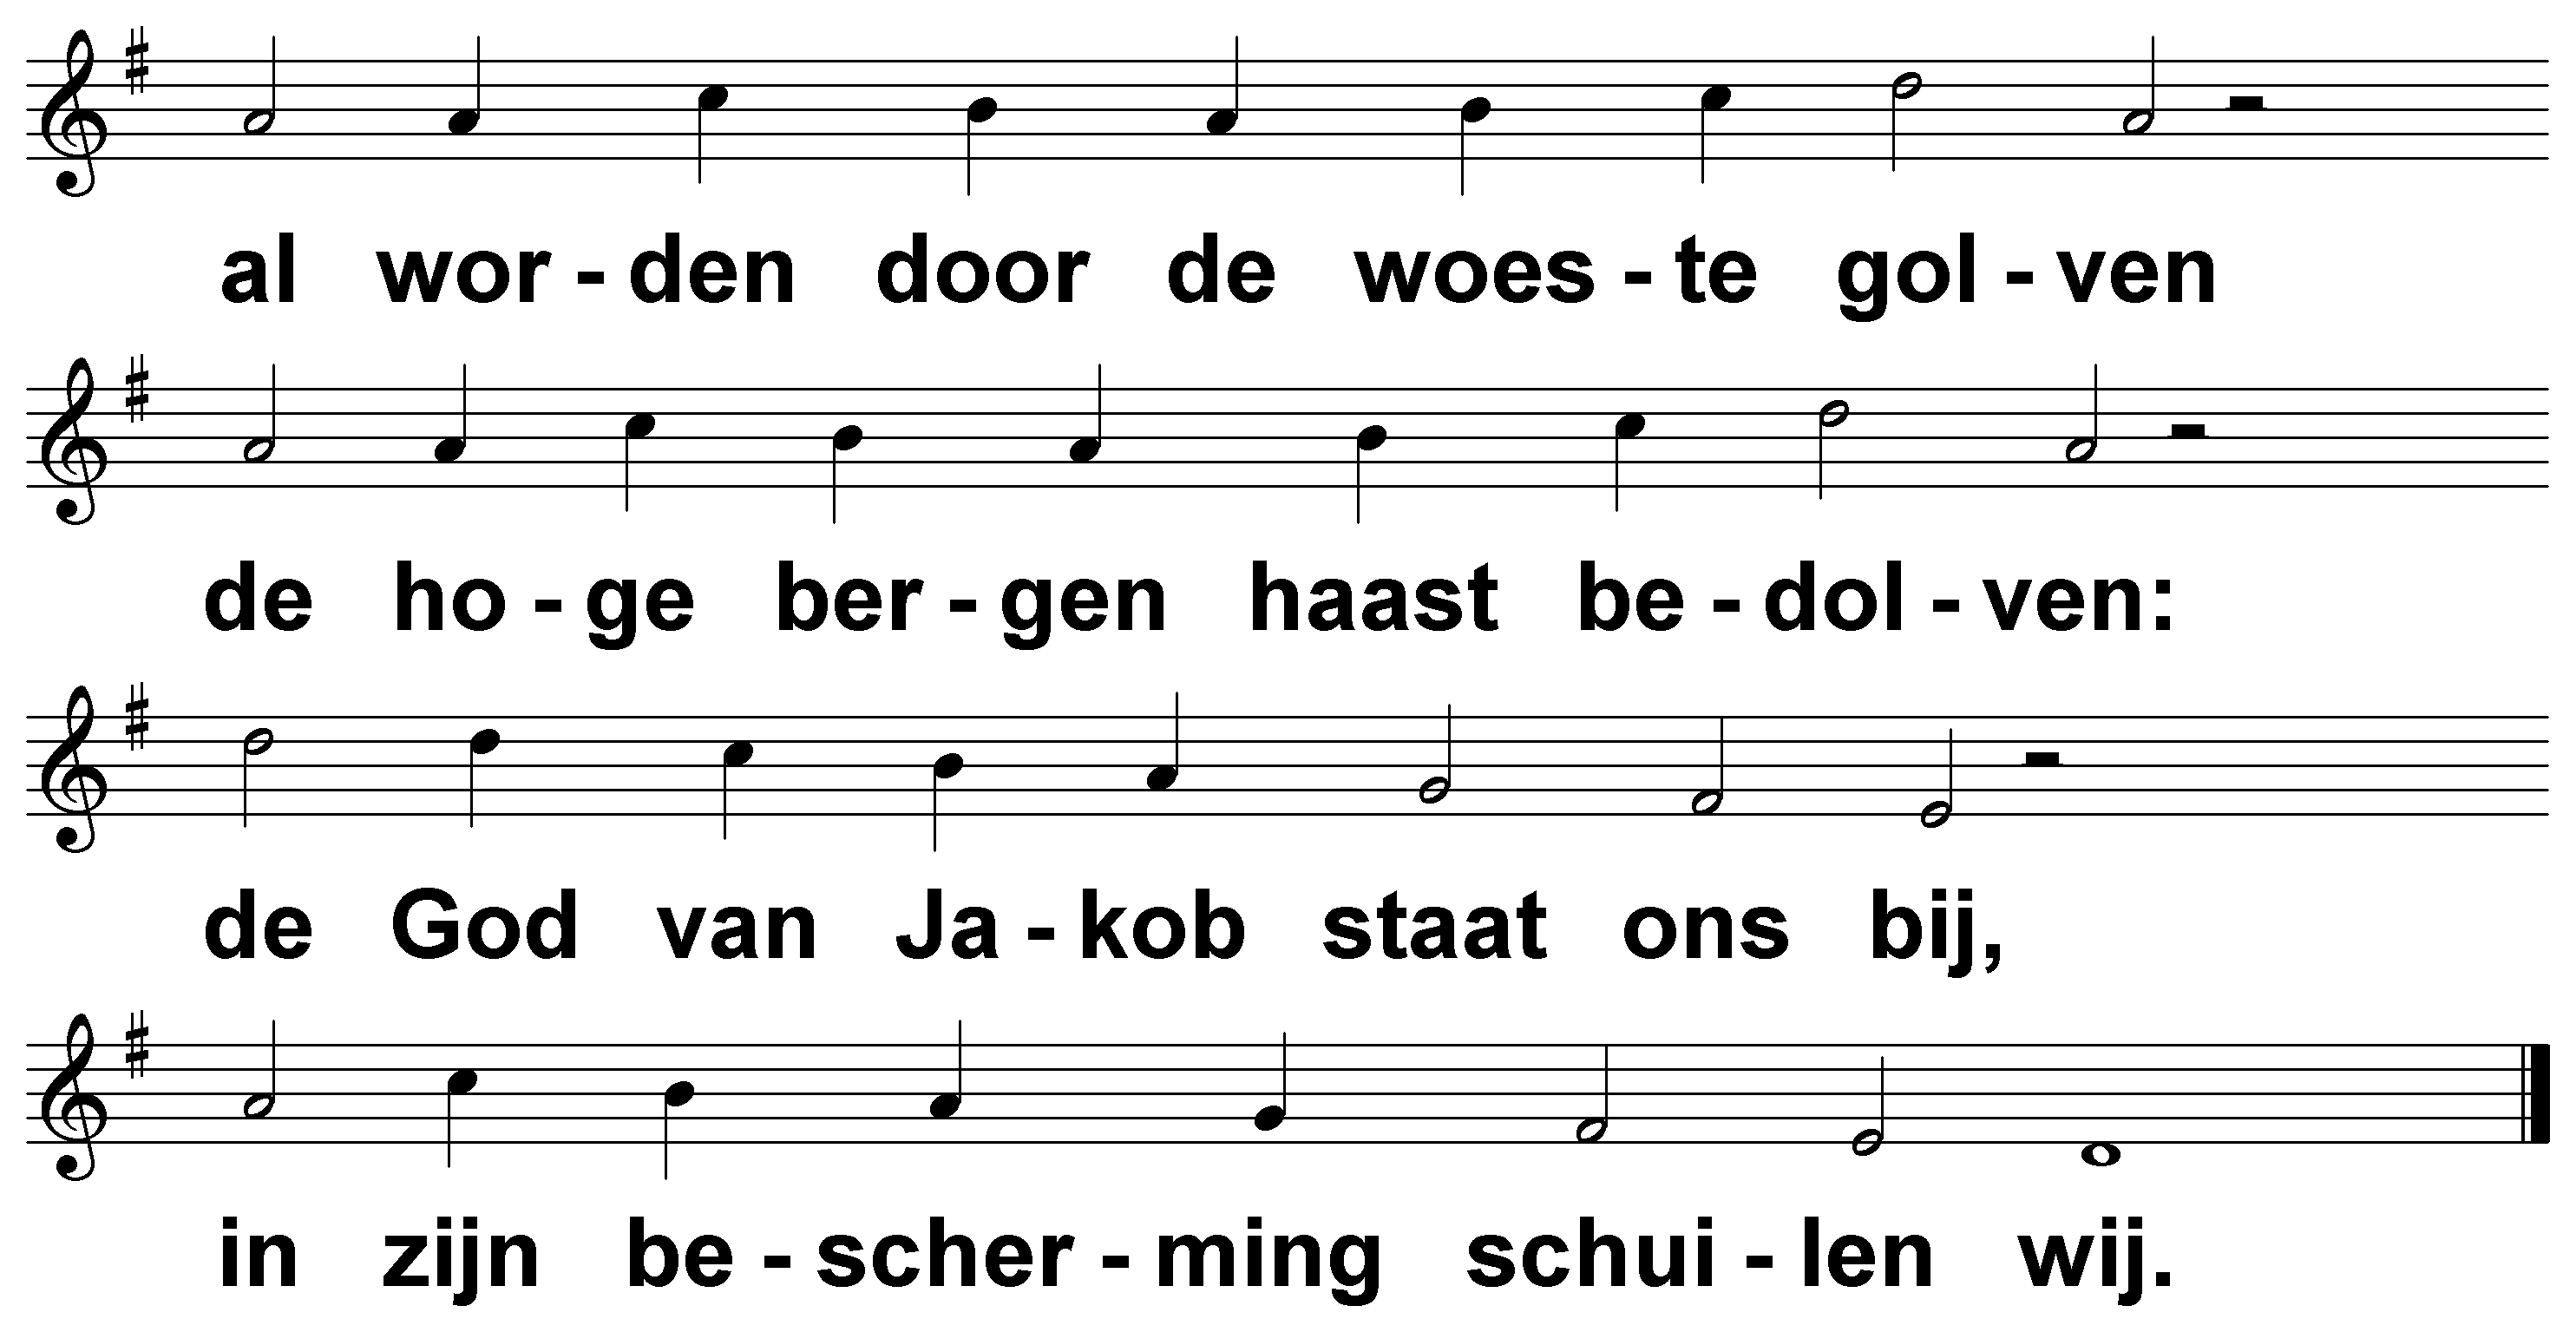 al wor - den door de woes - te gol - ven
de ho - ge ber - gen haast be - dol - ven:
de God van Ja - kob staat ons bij,
in zijn be - scher - ming schui - len wij.